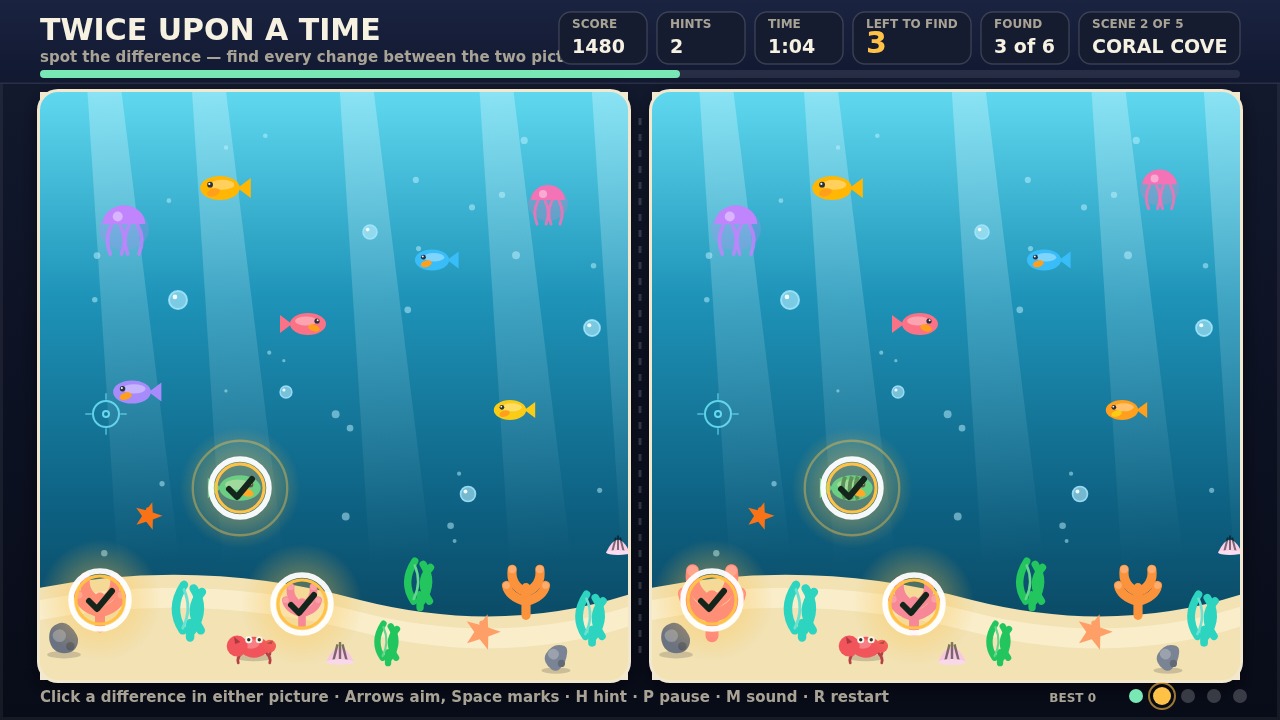 TWICE UPON A TIME
spot the difference — find every change between the two pict
SCORE
1480
HINTS
2
TIME
1:04
LEFT TO FIND
3
FOUND
3 of 6
SCENE 2 OF 5
CORAL COVE
Click a difference in either picture · Arrows aim, Space marks · H hint · P pause · M sound · R restart
BEST 0